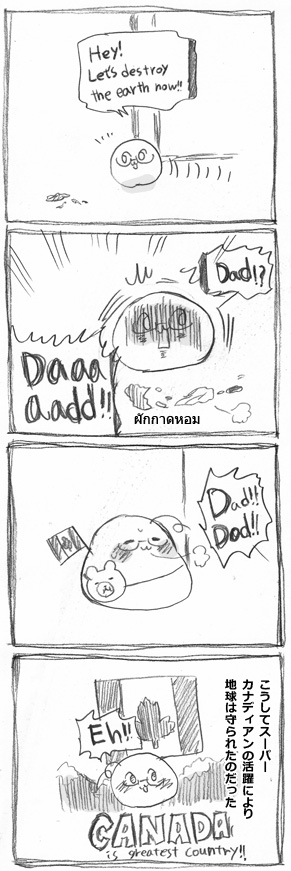 Hey!
Let's destroy
the earth now!!
Dad!?
Daaa
aadd!!
ผักกาดหอม
Dad!!
Dod!!
こうしてスーパー
カナディアンの活躍により
地球は守られたのだった
Eh!!
CANADA
is greatest country!!